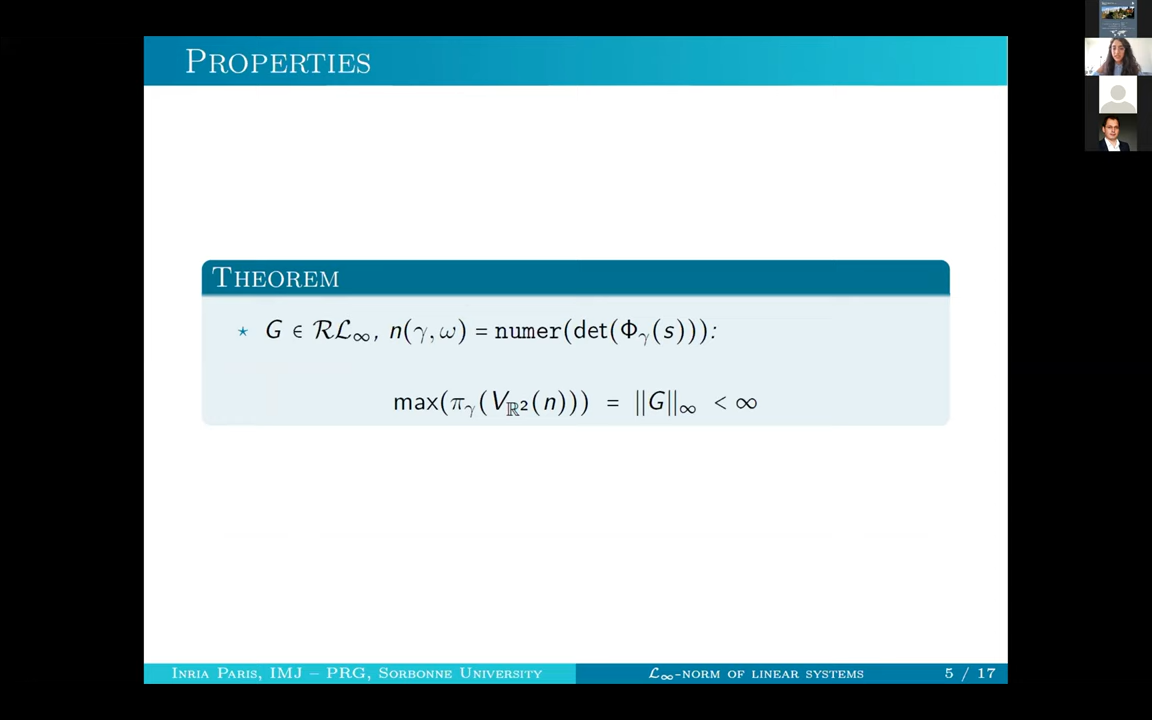 PROPERTIES
THEOREM
⋆ G ∈ ℛℒ∞, n(γ, ω) = numer(det(Φγ(s))):
max(πγ(Vℝ²(n))) = ||G||∞ < ∞
INRIA PARIS, IMJ – PRG, SORBONNE UNIVERSITY
ℒ∞-NORM OF LINEAR SYSTEMS
5 / 17